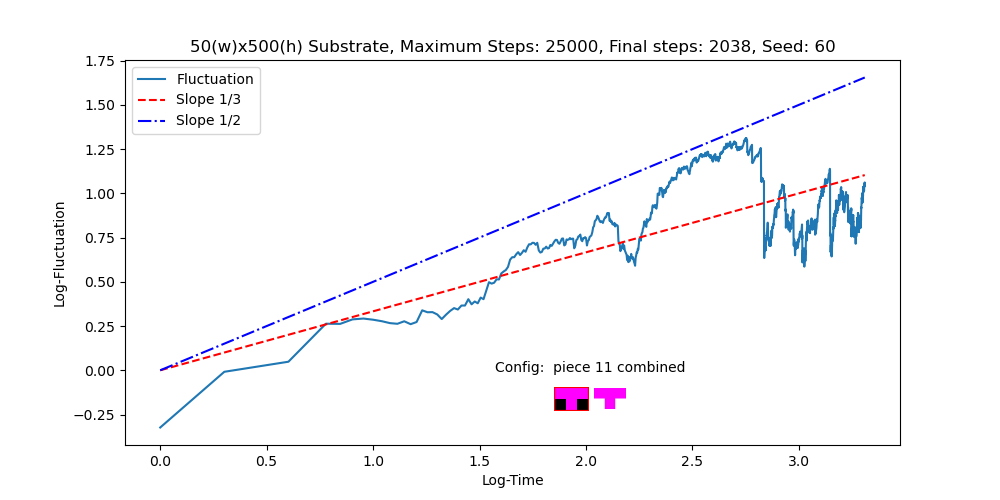 50(w)x500(h) Substrate, Maximum Steps: 25000, Final steps: 2038, Seed: 60
Fluctuation
Slope 1/3
Slope 1/2
1.75
1.50
1.25
1.00
0.75
0.50
0.25
0.00
−0.25
Log-Fluctuation
Config:  piece 11 combined
0.0 0.5 1.0 1.5 2.0 2.5 3.0
Log-Time